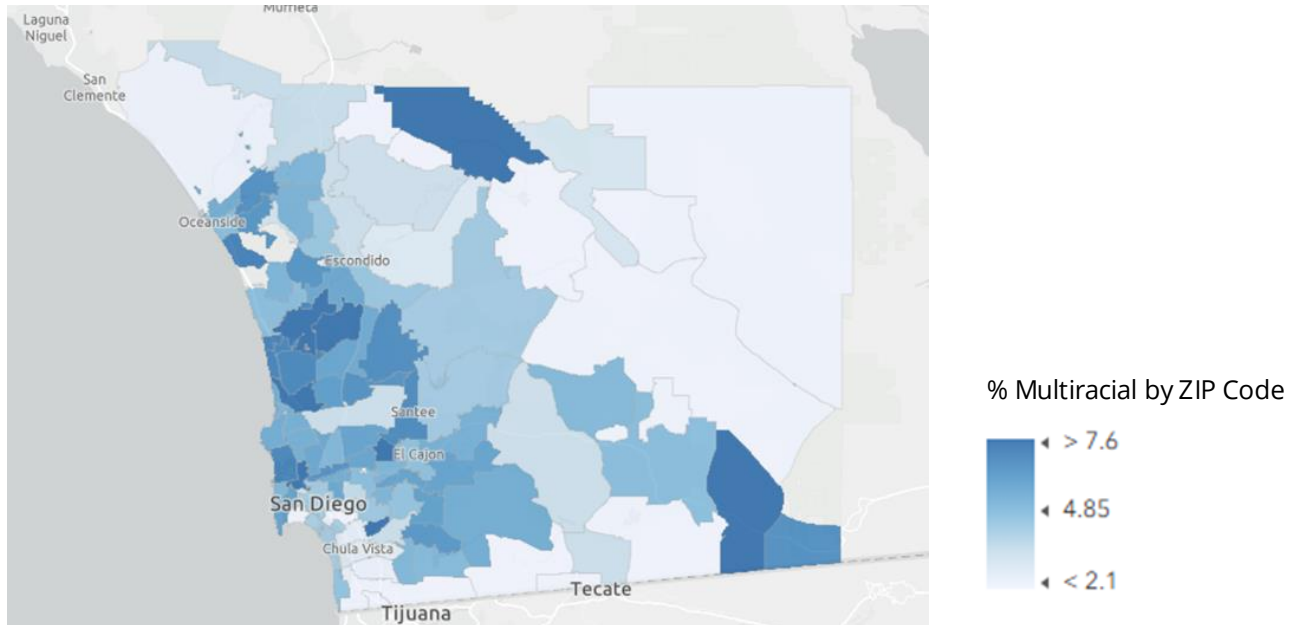 Murrieta
Laguna
Niguel
San
Clemente
Oceanside
Escondido
Santee
El Cajon
San Diego
Chula Vista
Tecate
Tijuana
% Multiracial by ZIP Code
> 7.6
4.85
< 2.1